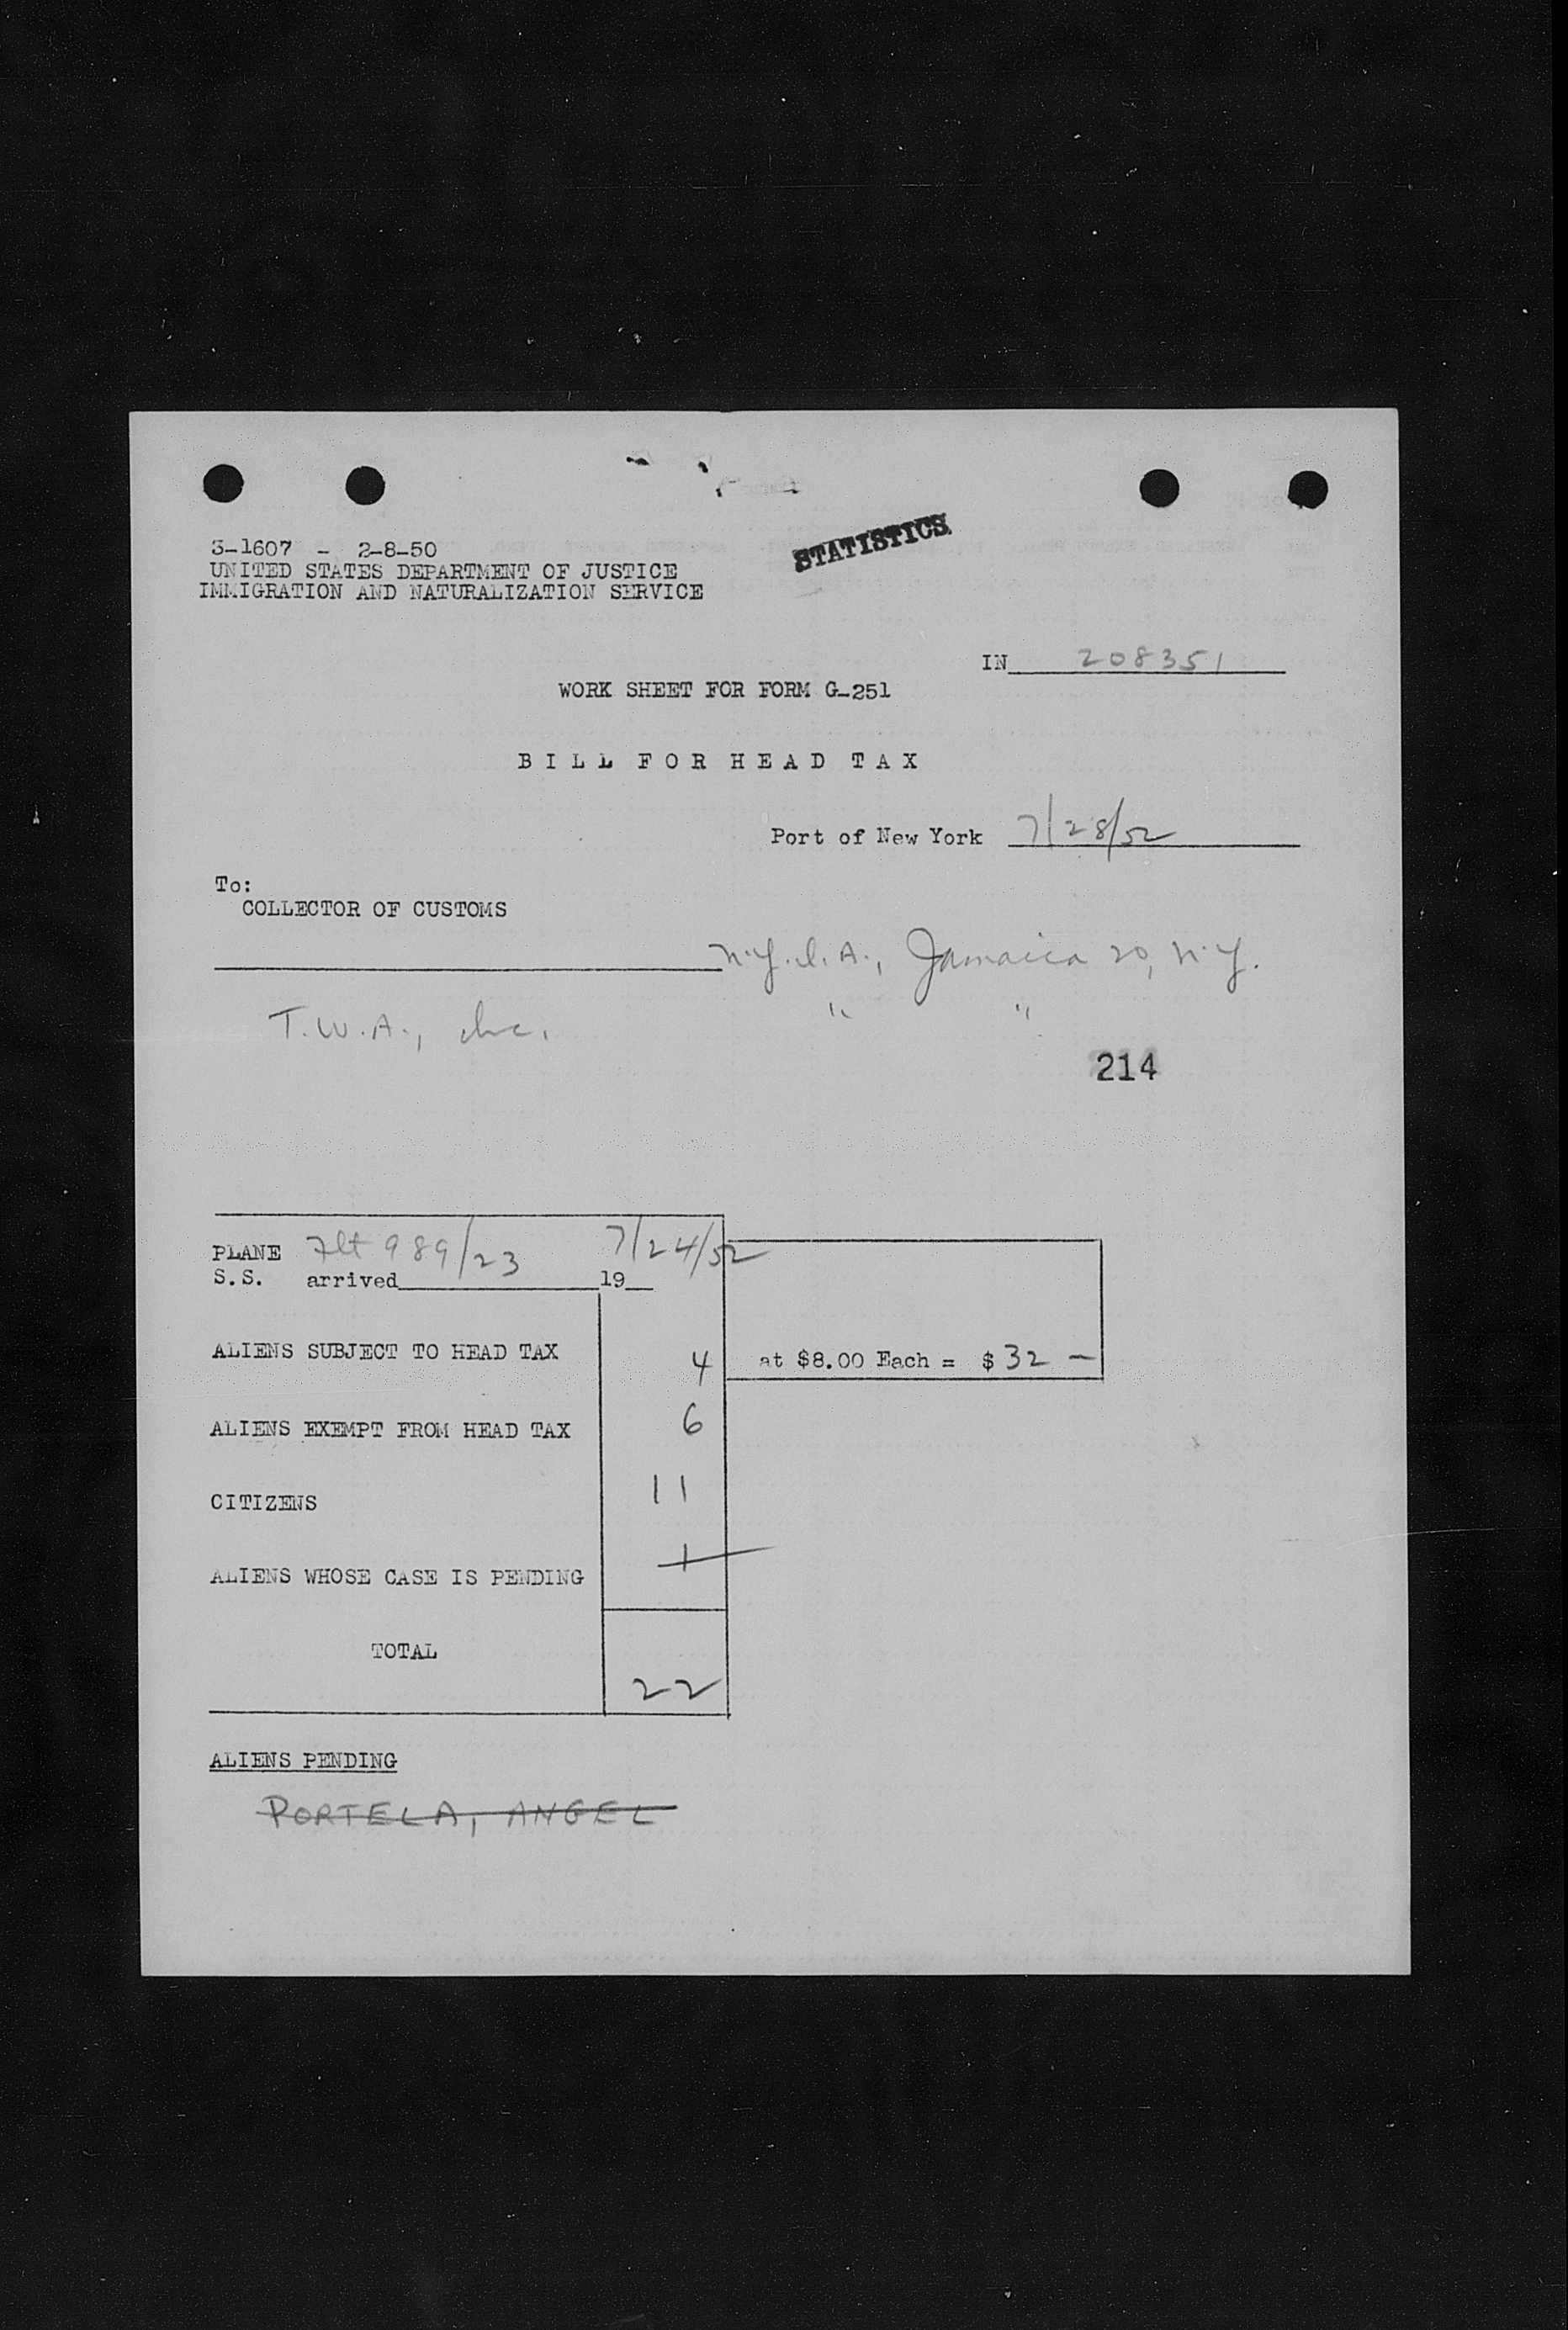 3-1607 - 2-8-50
STATISTICS
UNITED STATES DEPARTMENT OF JUSTICE
IMMIGRATION AND NATURALIZATION SERVICE
IN 208351
WORK SHEET FOR FORM G-251
BILL FOR HEAD TAX
Port of New York 7/28/52
To:
COLLECTOR OF CUSTOMS
N.Y.I.A., Jamaica 20, N.Y.
T.W.A., Inc. " "
214
PLANE Flt 989/23 7/24/52
S.S. arrived 19
ALIENS SUBJECT TO HEAD TAX 4 at $8.00 Each = $ 32 —
ALIENS EXEMPT FROM HEAD TAX 6
CITIZENS 11
ALIENS WHOSE CASE IS PENDING 1
TOTAL 22
ALIENS PENDING
PORTELA, ANGEL